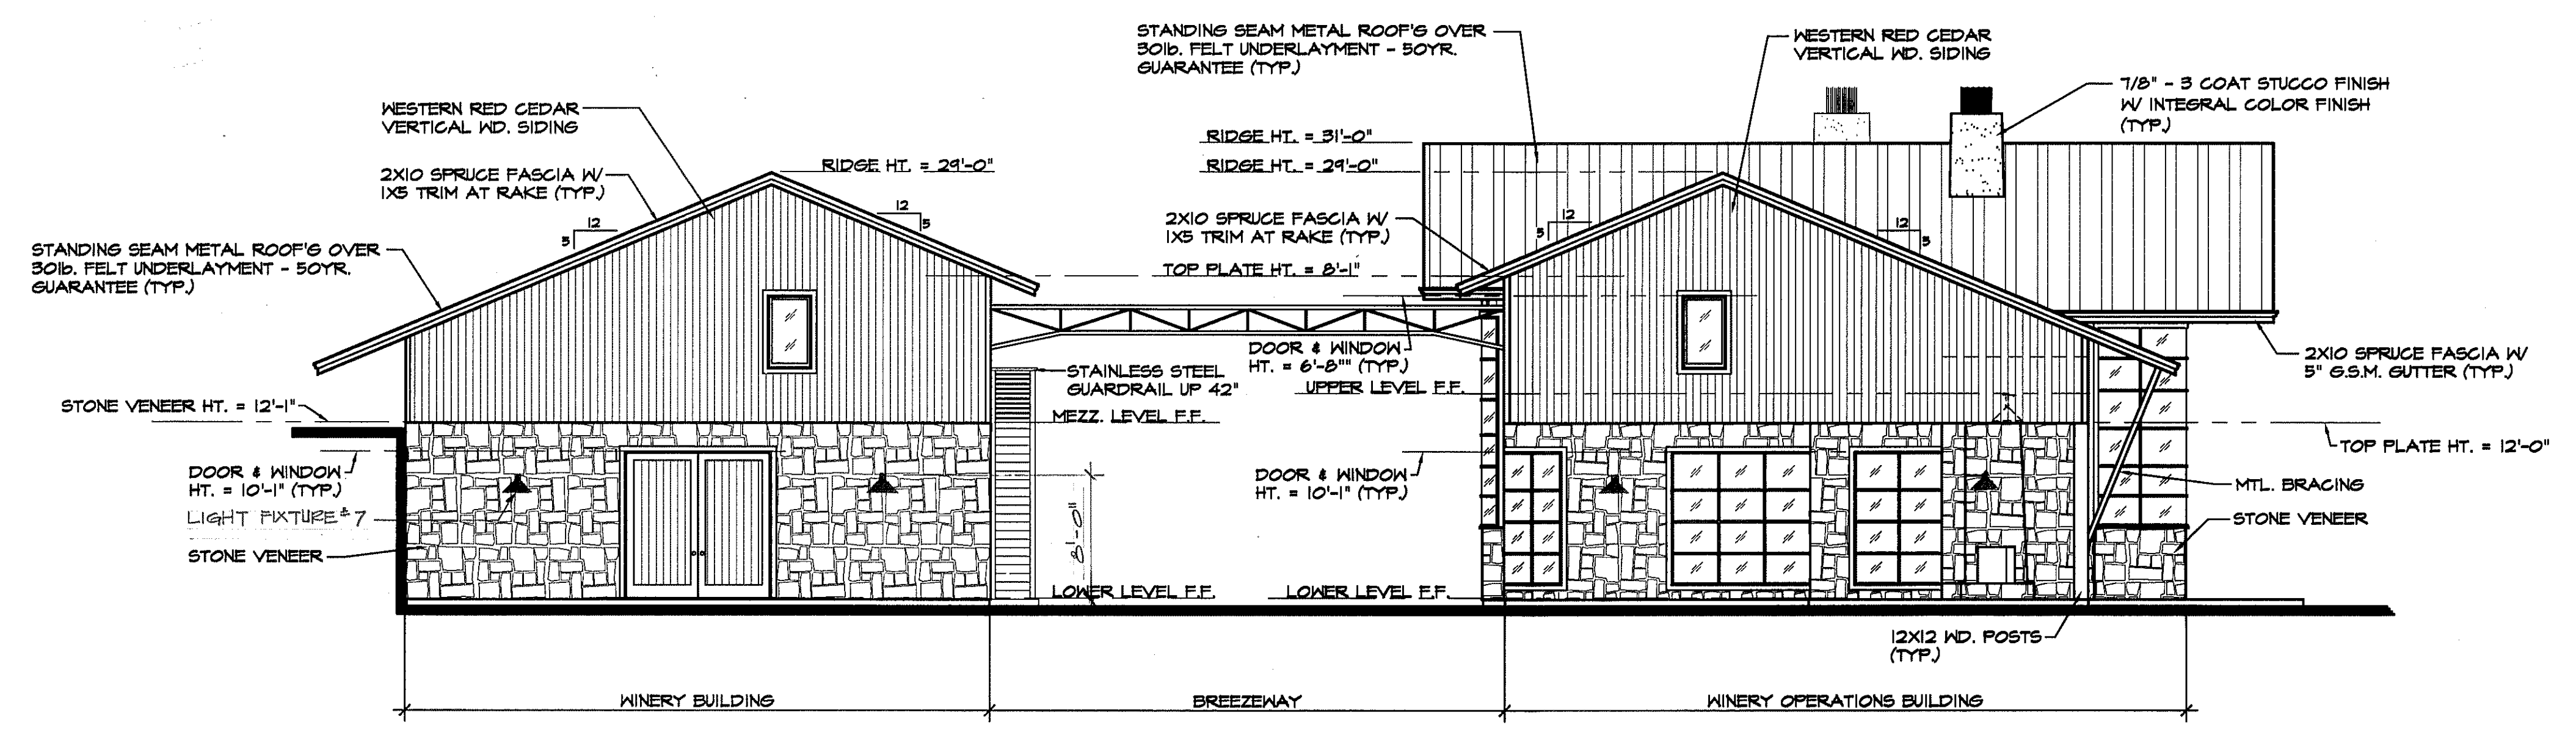 STANDING SEAM METAL ROOF'G OVER
30lb. FELT UNDERLAYMENT - 50YR.
GUARANTEE (TYP.)
WESTERN RED CEDAR
VERTICAL WD. SIDING
7/8" - 3 COAT STUCCO FINISH
W/ INTEGRAL COLOR FINISH
(TYP.)
WESTERN RED CEDAR
VERTICAL WD. SIDING
RIDGE HT. = 31'-0"
RIDGE HT. = 29'-0"
RIDGE HT. = 29'-0"
2X10 SPRUCE FASCIA W/
1X5 TRIM AT RAKE (TYP.)
12
5
12
5
2X10 SPRUCE FASCIA W/
1X5 TRIM AT RAKE (TYP.)
12
5
12
5
STANDING SEAM METAL ROOF'G OVER
30lb. FELT UNDERLAYMENT - 50YR.
GUARANTEE (TYP.)
TOP PLATE HT. = 8'-1"
DOOR & WINDOW
HT. = 6'-8"" (TYP.)
2X10 SPRUCE FASCIA W/
5" G.S.M. GUTTER (TYP.)
STAINLESS STEEL
GUARDRAIL UP 42"
UPPER LEVEL F.F.
STONE VENEER HT. = 12'-1"
MEZZ. LEVEL F.F.
TOP PLATE HT. = 12'-0"
DOOR & WINDOW
HT. = 10'-1" (TYP.)
DOOR & WINDOW
HT. = 10'-1" (TYP.)
MTL. BRACING
LIGHT FIXTURE #7
STONE VENEER
STONE VENEER
8'-0"
LOWER LEVEL F.F.
LOWER LEVEL F.F.
12X12 WD. POSTS
(TYP.)
WINERY BUILDING
BREEZEWAY
WINERY OPERATIONS BUILDING